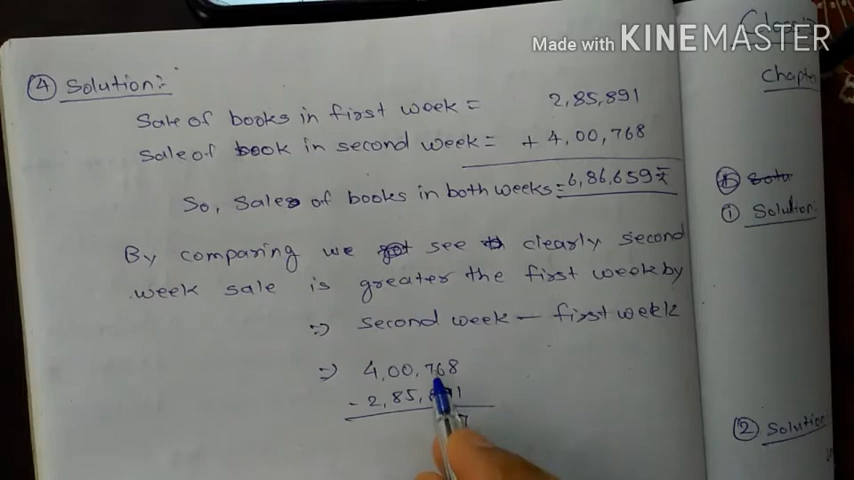 Made with KINEMASTER
④ Solution:-
Sale of books in first week = 2,85,891
Sale of book in second week = + 4,00,768
So, Sales of books in both weeks = 6,86,659 ₹
By comparing we see clearly second
week sale is greater the first week by
=> second week - first week
=> 4,00,768
- 2,85,891
7
Class
Chapter
① Solution:
② Solution